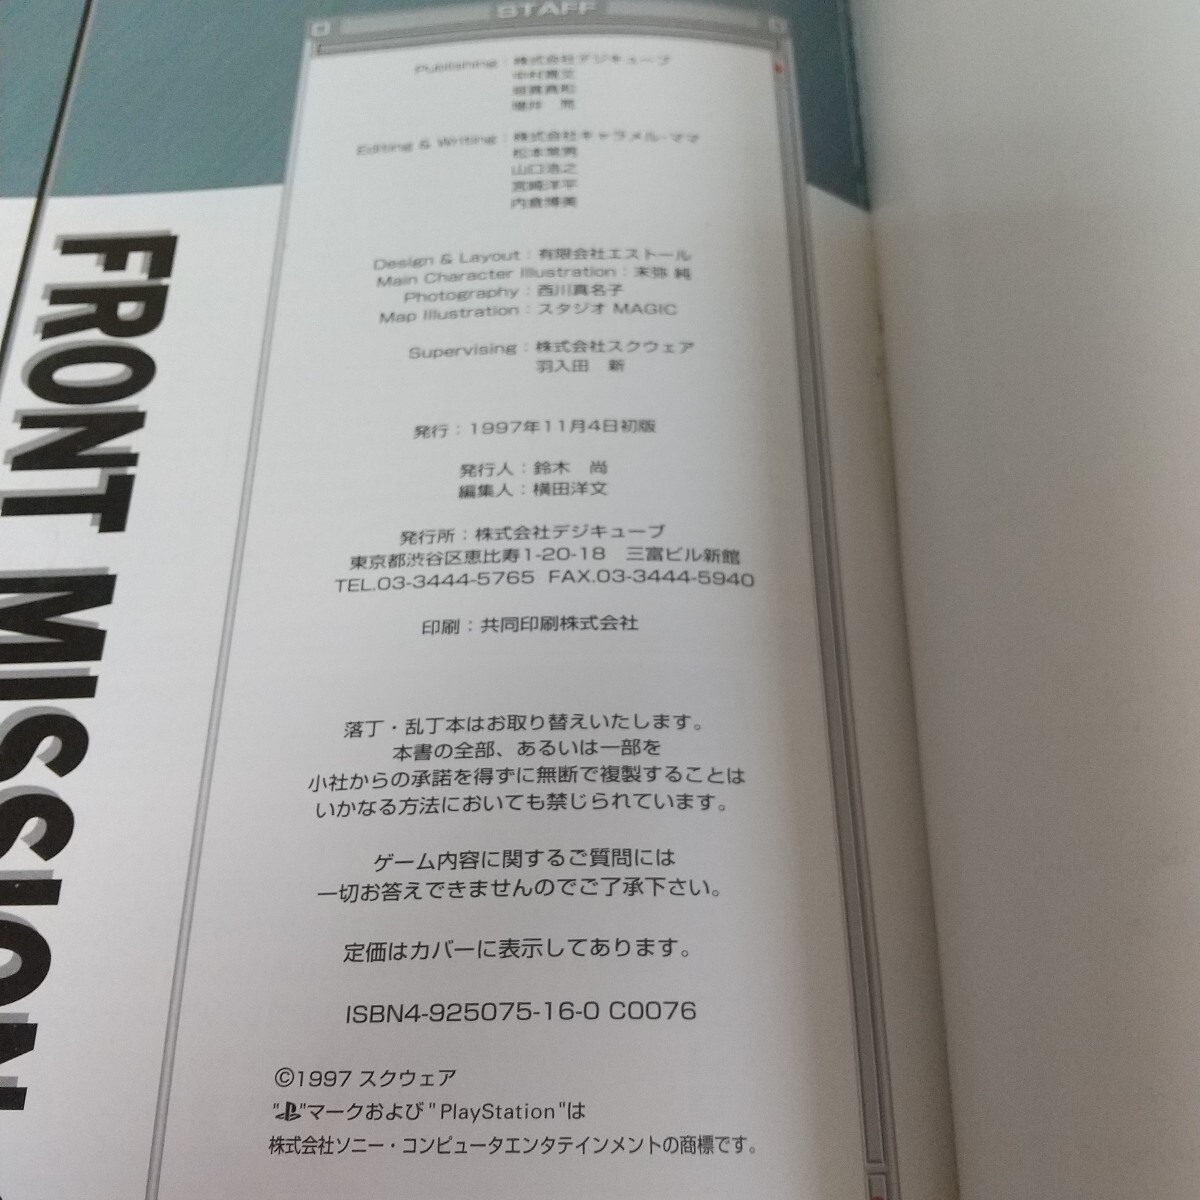 STAFF
Publishing : 株式会社デジキューブ
Editing & Writing : 株式会社キャラメル・ママ
松本常男
山口浩之
宮崎洋平
内倉博美
Design & Layout : 有限会社エストール
Main Character Illustration : 末弥 純
Photography : 西川真名子
Map Illustration : スタジオ MAGIC
Supervising : 株式会社スクウェア
羽入田 新
発行 : 1997年11月4日初版
発行人 : 鈴木 尚
編集人 : 横田洋文
発行所 : 株式会社デジキューブ
東京都渋谷区恵比寿1-20-18 三富ビル新館
TEL.03-3444-5765 FAX.03-3444-5940
印刷 : 共同印刷株式会社
落丁・乱丁本はお取り替えいたします。
本書の全部、あるいは一部を
小社からの承諾を得ずに無断で複製することは
いかなる方法においても禁じられています。
ゲーム内容に関するご質問には
一切お答えできませんのでご了承下さい。
定価はカバーに表示してあります。
ISBN4-925075-16-0 C0076
©1997 スクウェア
" "マークおよび"PlayStation"は
株式会社ソニー・コンピュータエンタテインメントの商標です。
FRONT MISSION